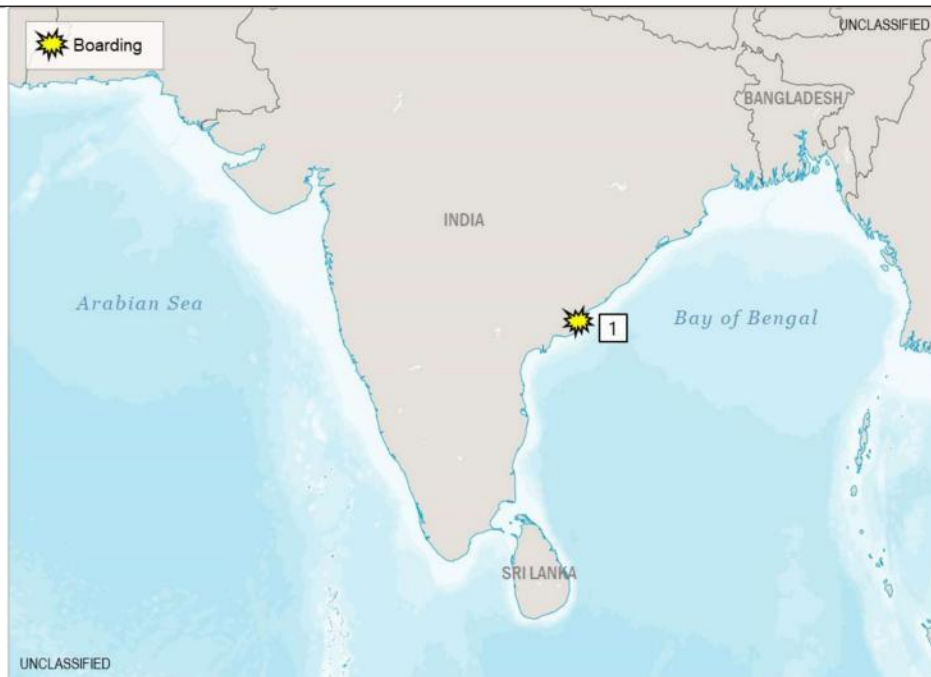 UNCLASSIFIED
Boarding
BANGLADESH
INDIA
Arabian Sea
Bay of Bengal
1
SRI LANKA
UNCLASSIFIED